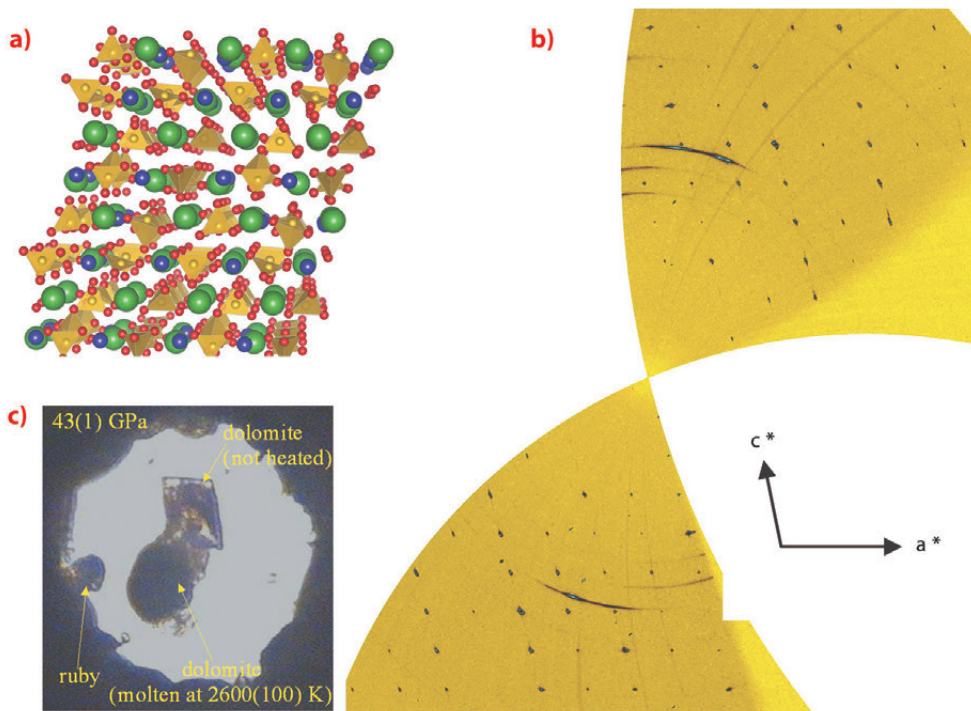 a)
b)
c *
a *
c)
43(1) GPa
dolomite
(not heated)
ruby
dolomite
(molten at 2600(100) K)